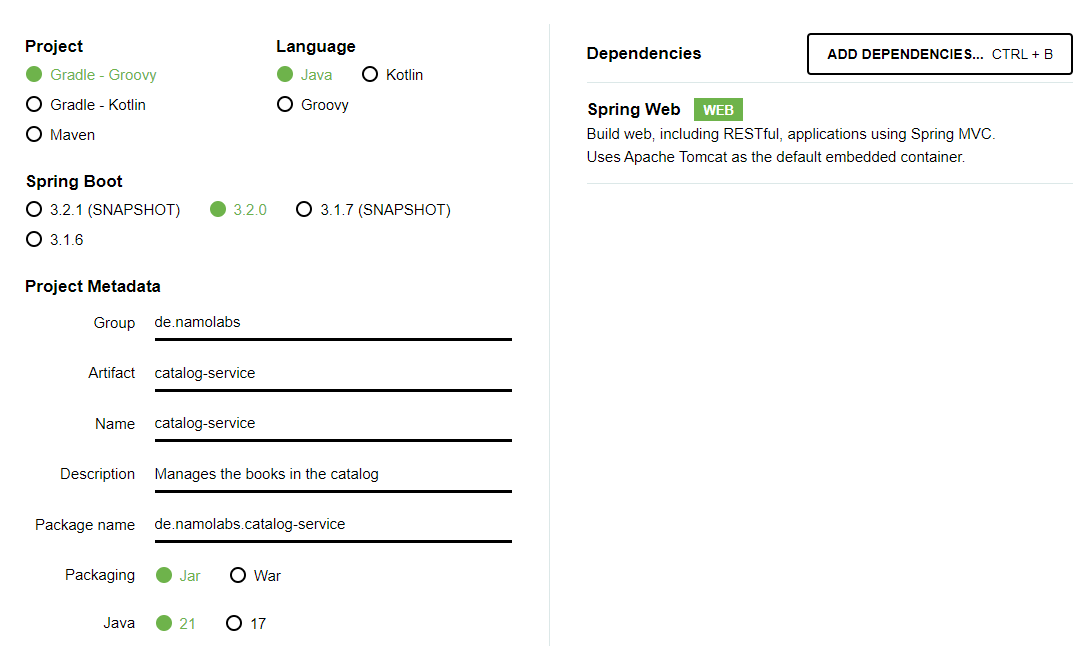 Project
Gradle - Groovy
Gradle - Kotlin
Maven
Language
Java Kotlin
Groovy
Spring Boot
3.2.1 (SNAPSHOT) 3.2.0 3.1.7 (SNAPSHOT)
3.1.6
Project Metadata
Group de.namolabs
Artifact catalog-service
Name catalog-service
Description Manages the books in the catalog
Package name de.namolabs.catalog-service
Packaging Jar War
Java 21 17
Dependencies ADD DEPENDENCIES... CTRL + B
Spring Web WEB
Build web, including RESTful, applications using Spring MVC.
Uses Apache Tomcat as the default embedded container.